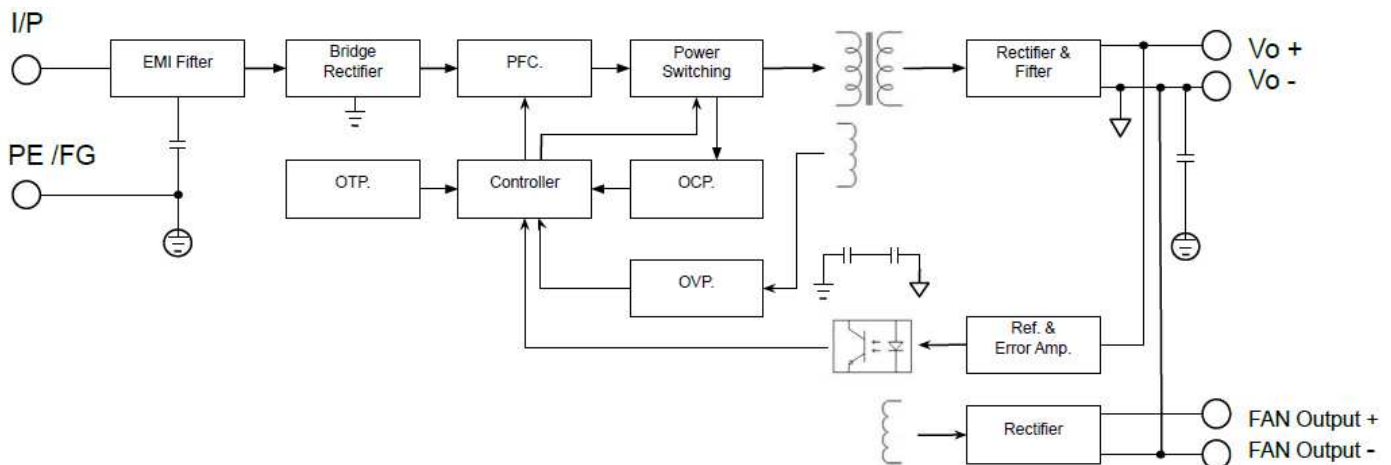 I/P
EMI Fifter
Bridge
Rectifier
PFC.
Power
Switching
Rectifier &
Fifter
Vo +
Vo -
PE /FG
OTP.
Controller
OCP.
OVP.
Ref. &
Error Amp.
Rectifier
FAN Output +
FAN Output -